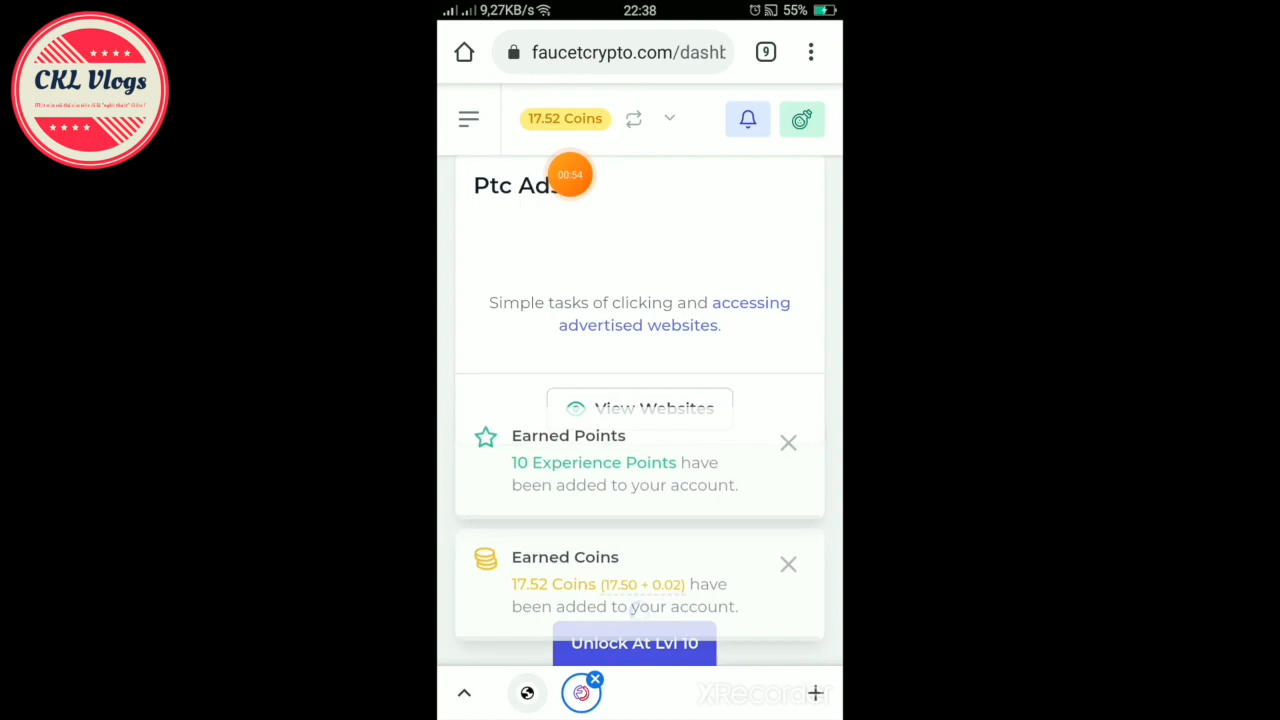 CKL Vlogs
9,27KB/s
22:38
55%
faucetcrypto.com/dashb
9
17.52 Coins
00:54
Ptc Ads
Simple tasks of clicking and accessing
advertised websites.
View Websites
Earned Points
10 Experience Points have
been added to your account.
Earned Coins
17.52 Coins (17.50 + 0.02) have
been added to your account.
Unlock At Lvl 10
XRecorder